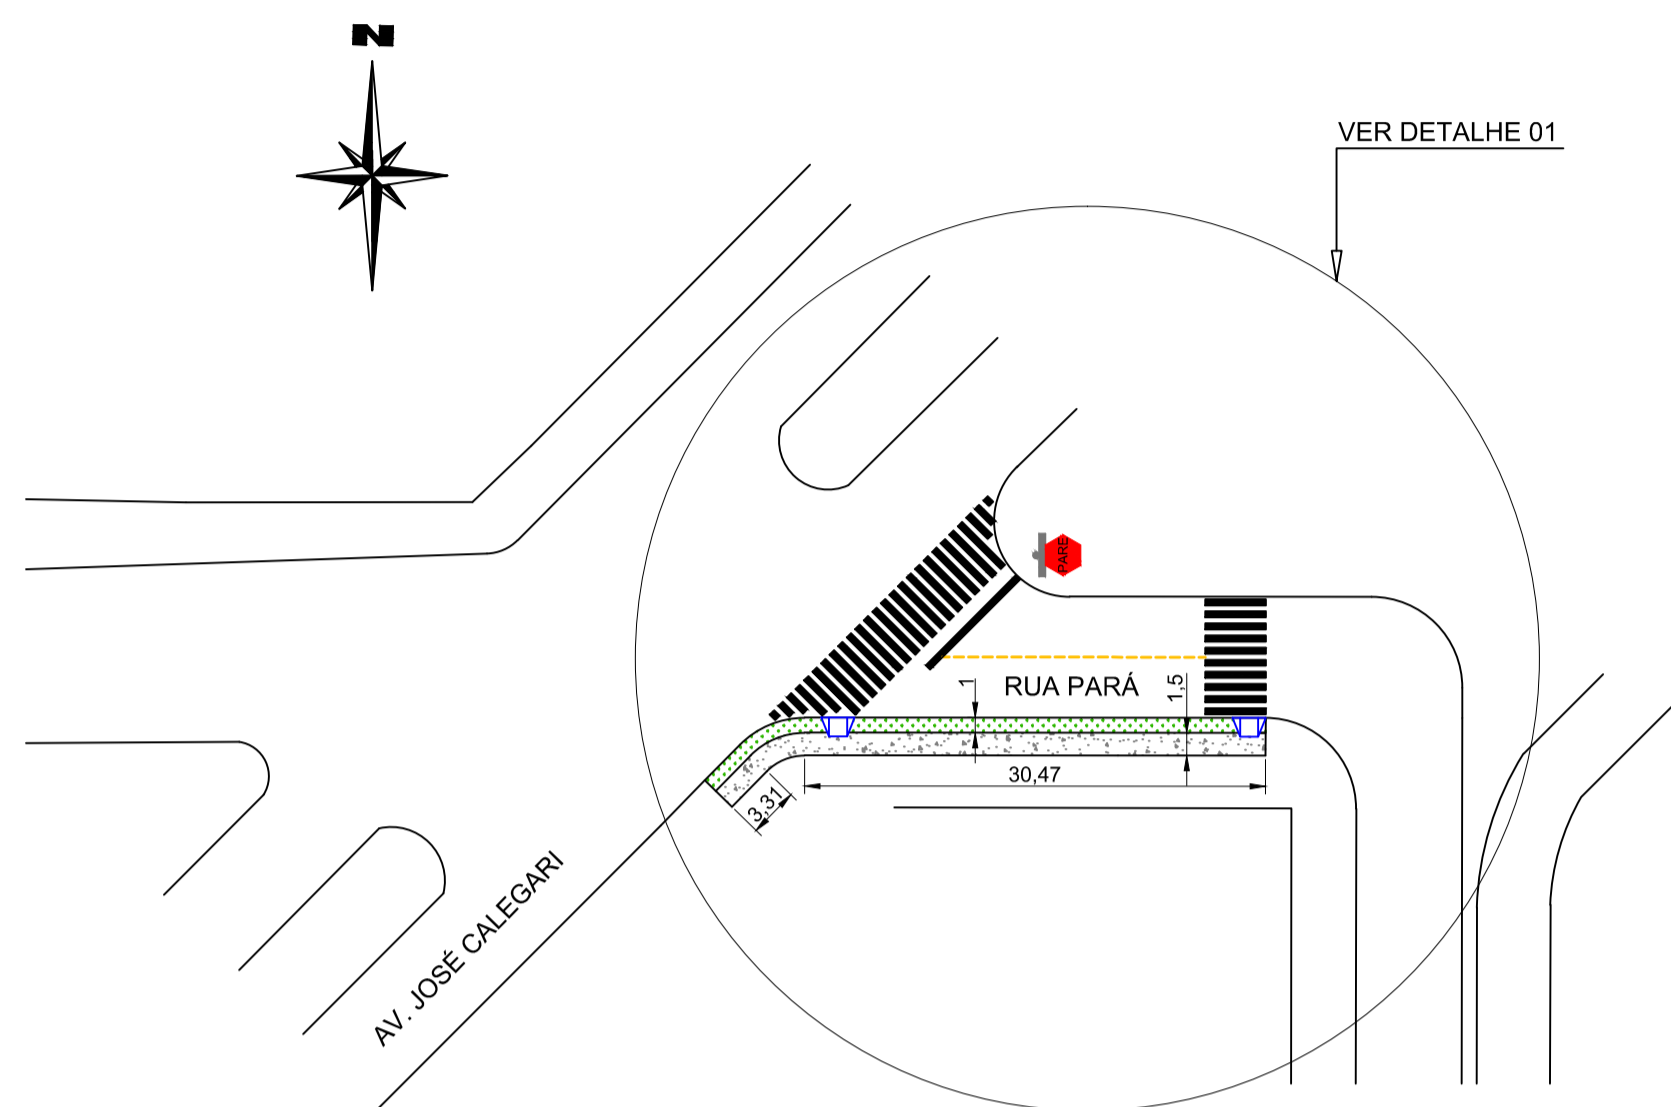 N
VER DETALHE 01
PARE
RUA PARÁ
1
1,5
30,47
3,31
AV. JOSÉ CALEGARI